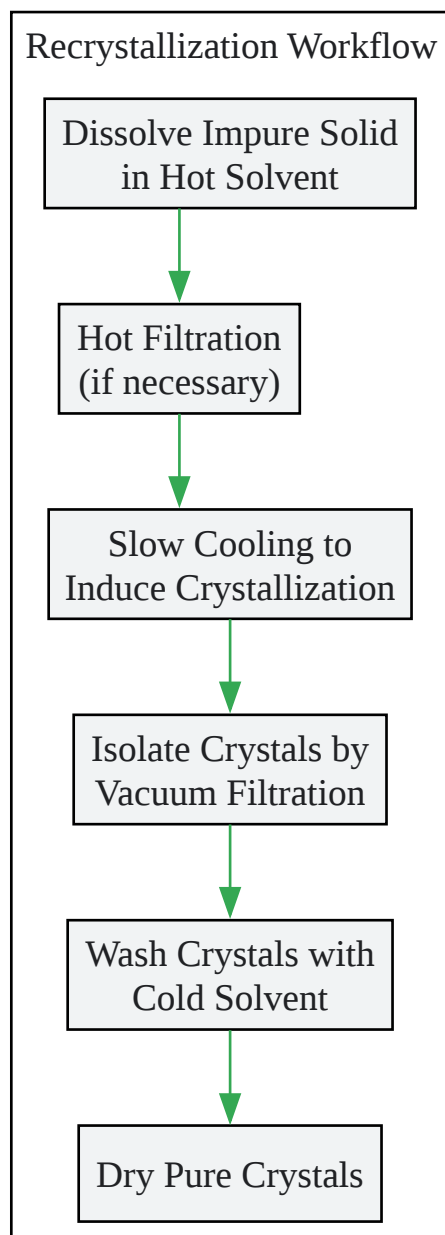 Recrystallization Workflow
Dissolve Impure Solid
in Hot Solvent
Hot Filtration
(if necessary)
Slow Cooling to
Induce Crystallization
Isolate Crystals by
Vacuum Filtration
Wash Crystals with
Cold Solvent
Dry Pure Crystals